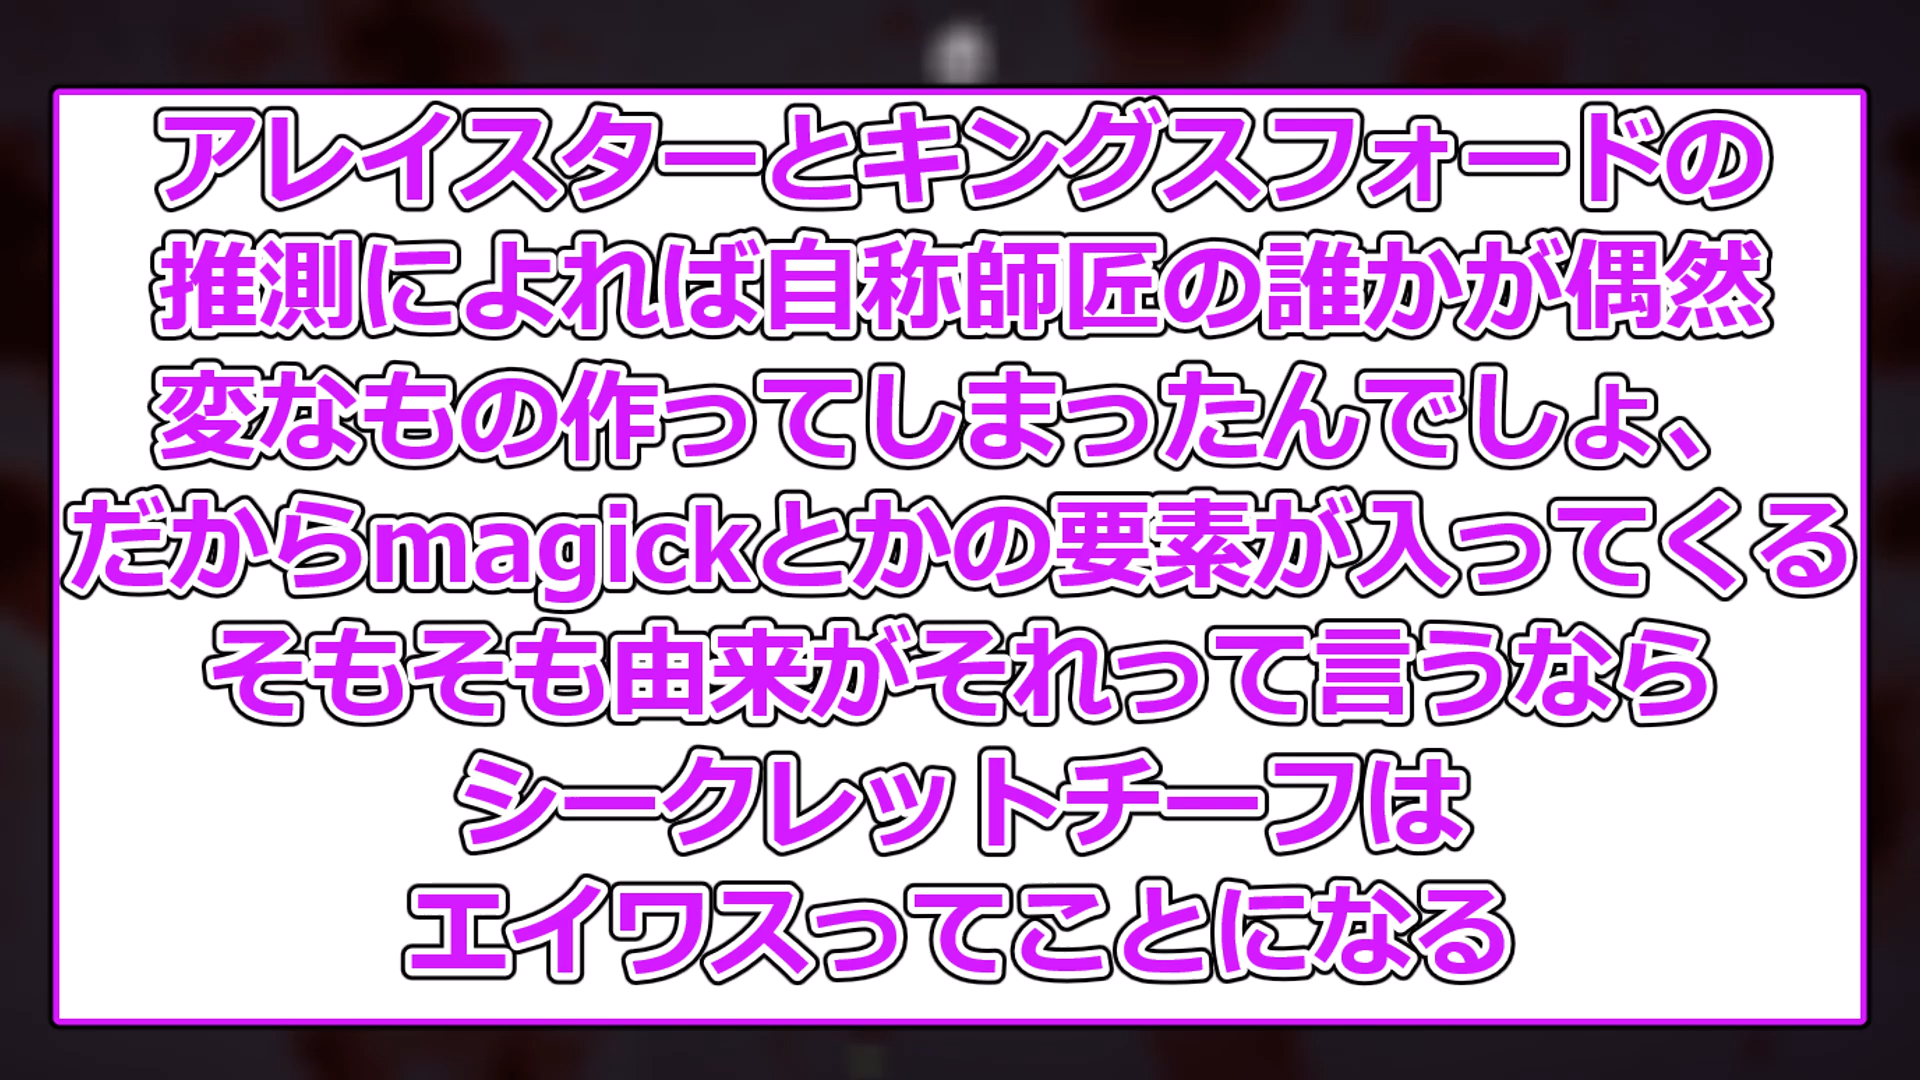 アレイスターとキングスフォードの
推測によれば自称師匠の誰かが偶然
変なもの作ってしまったんでしょ、
だからmagickとかの要素が入ってくる
そもそも由来がそれって言うなら
シークレットチーフは
エイワスってことになる